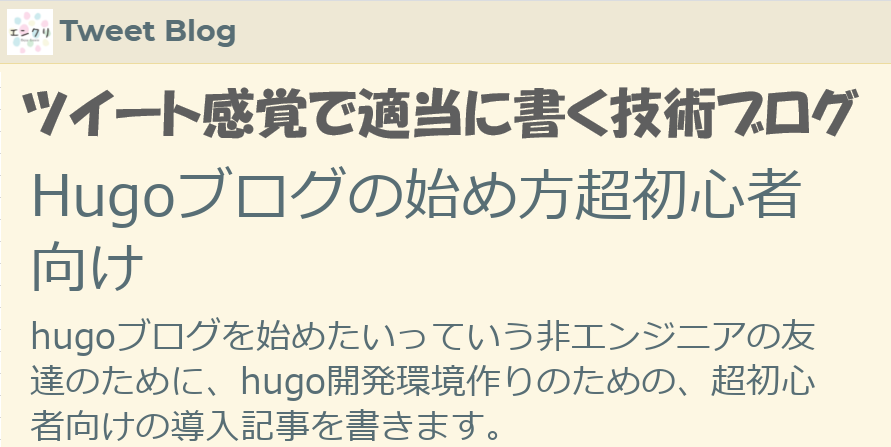 エンクリ
Tweet Blog
ツイート感覚で適当に書く技術ブログ
Hugoブログの始め方超初心者
向け
hugoブログを始めたいっていう非エンジニアの友
達のために、hugo開発環境作りのための、超初心
者向けの導入記事を書きます。